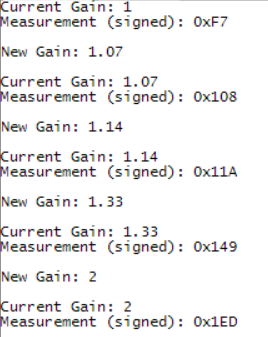 Current Gain: 1
Measurement (signed): 0xF7
New Gain: 1.07
Current Gain: 1.07
Measurement (signed): 0x108
New Gain: 1.14
Current Gain: 1.14
Measurement (signed): 0x11A
New Gain: 1.33
Current Gain: 1.33
Measurement (signed): 0x149
New Gain: 2
Current Gain: 2
Measurement (signed): 0x1ED